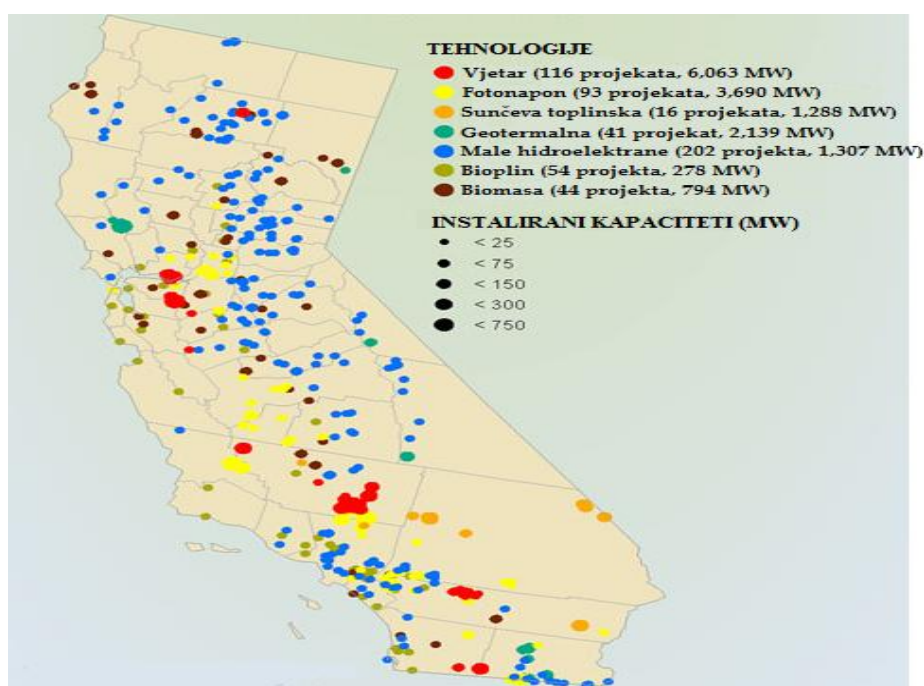 TEHNOLOGIJE
Vjetar (116 projekata, 6,063 MW)
Fotonapon (93 projekata, 3,690 MW)
Sunčeva toplinska (16 projekata, 1,288 MW)
Geotermalna (41 projekat, 2,139 MW)
Male hidroelektrane (202 projekta, 1,307 MW)
Bioplin (54 projekta, 278 MW)
Biomasa (44 projekta, 794 MW)
INSTALIRANI KAPACITETI (MW)
< 25
< 75
< 150
< 300
< 750